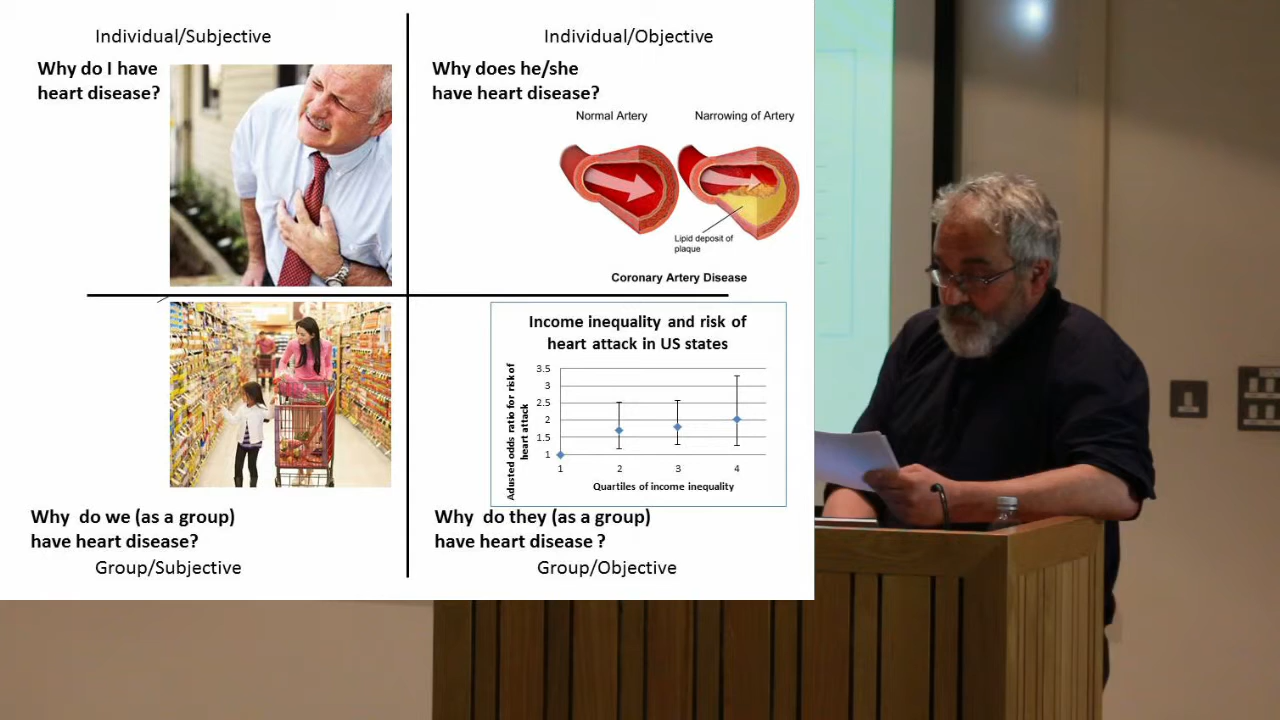 Individual/Subjective
Why do I have
heart disease?
Individual/Objective
Why does he/she
have heart disease?
Normal Artery
Narrowing of Artery
Lipid deposit of
plaque
Coronary Artery Disease
Why do we (as a group)
have heart disease?
Group/Subjective
Income inequality and risk of
heart attack in US states
Adusted odds ratio for risk of
heart attack
3.5
3
2.5
2
1.5
1
1 2 3 4
Quartiles of income inequality
Why do they (as a group)
have heart disease ?
Group/Objective